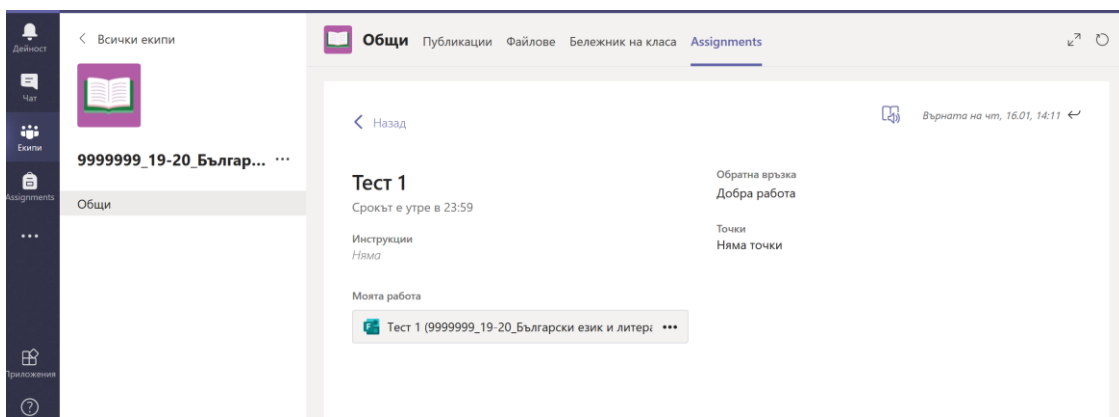 Дейност
Чат
Екипи
Assignments
Приложения
Всички екипи
9999999_19-20_Българ... ...
Общи
Общи Публикации Файлове Бележник на класа Assignments
Назад
Върната на чт, 16.01, 14:11
Тест 1
Срокът е утре в 23:59
Инструкции
Няма
Моята работа
Тест 1 (9999999_19-20_Български език и литера
Обратна връзка
Добра работа
Точки
Няма точки